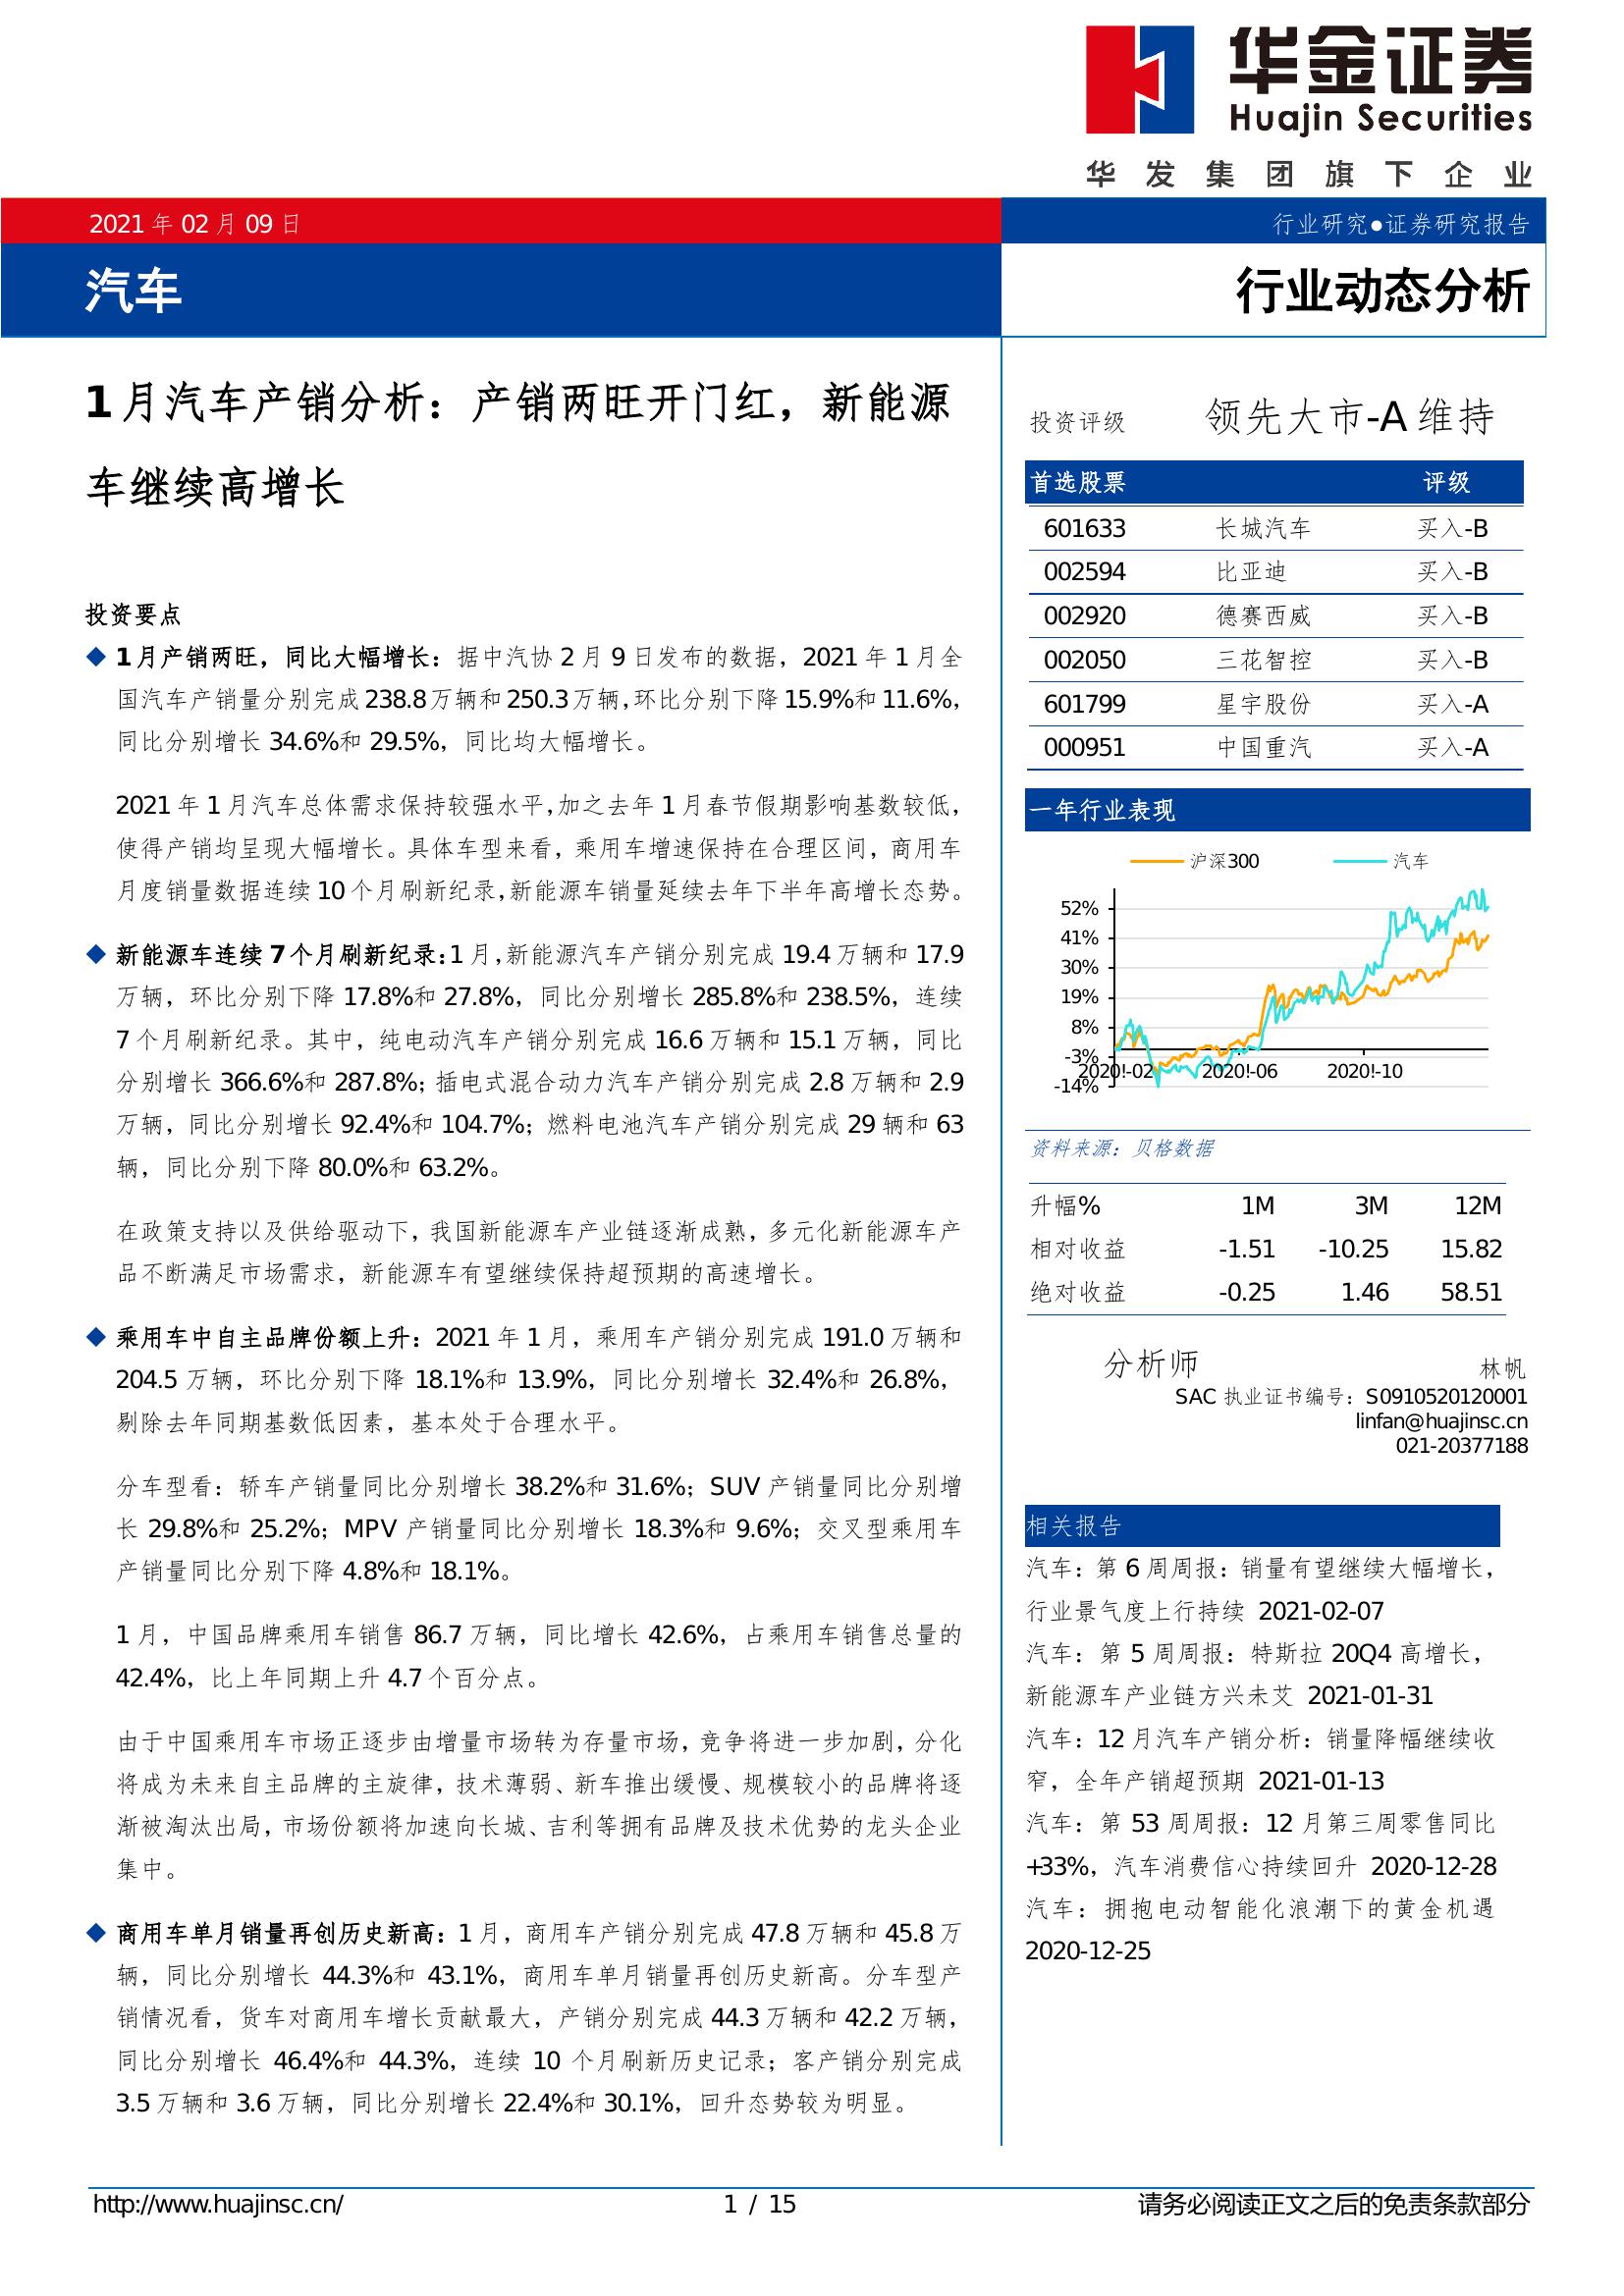 华金证券
Huajin Securities
华发集团旗下企业
2021 年 02 月 09 日
行业研究●证券研究报告
汽车
行业动态分析
1 月汽车产销分析：产销两旺开门红，新能源
车继续高增长
投资要点
◆ 1 月产销两旺，同比大幅增长：据中汽协 2 月 9 日发布的数据，2021 年 1 月全
国汽车产销量分别完成 238.8 万辆和 250.3 万辆，环比分别下降 15.9%和 11.6%，
同比分别增长 34.6%和 29.5%，同比均大幅增长。
2021 年 1 月汽车总体需求保持较强水平，加之去年 1 月春节假期影响基数较低，
使得产销均呈现大幅增长。具体车型来看，乘用车增速保持在合理区间，商用车
月度销量数据连续 10 个月刷新纪录，新能源车销量延续去年下半年高增长态势。
◆ 新能源车连续 7 个月刷新纪录：1 月，新能源汽车产销分别完成 19.4 万辆和 17.9
万辆，环比分别下降 17.8%和 27.8%，同比分别增长 285.8%和 238.5%，连续
7 个月刷新纪录。其中，纯电动汽车产销分别完成 16.6 万辆和 15.1 万辆，同比
分别增长 366.6%和 287.8%；插电式混合动力汽车产销分别完成 2.8 万辆和 2.9
万辆，同比分别增长 92.4%和 104.7%；燃料电池汽车产销分别完成 29 辆和 63
辆，同比分别下降 80.0%和 63.2%。
在政策支持以及供给驱动下，我国新能源车产业链逐渐成熟，多元化新能源车产
品不断满足市场需求，新能源车有望继续保持超预期的高速增长。
◆ 乘用车中自主品牌份额上升：2021 年 1 月，乘用车产销分别完成 191.0 万辆和
204.5 万辆，环比分别下降 18.1%和 13.9%，同比分别增长 32.4%和 26.8%，
剔除去年同期基数低因素，基本处于合理水平。
分车型看：轿车产销量同比分别增长 38.2%和 31.6%；SUV 产销量同比分别增
长 29.8%和 25.2%；MPV 产销量同比分别增长 18.3%和 9.6%；交叉型乘用车
产销量同比分别下降 4.8%和 18.1%。
1 月，中国品牌乘用车销售 86.7 万辆，同比增长 42.6%，占乘用车销售总量的
42.4%，比上年同期上升 4.7 个百分点。
由于中国乘用车市场正逐步由增量市场转为存量市场，竞争将进一步加剧，分化
将成为未来自主品牌的主旋律，技术薄弱、新车推出缓慢、规模较小的品牌将逐
渐被淘汰出局，市场份额将加速向长城、吉利等拥有品牌及技术优势的龙头企业
集中。
◆ 商用车单月销量再创历史新高：1 月，商用车产销分别完成 47.8 万辆和 45.8 万
辆，同比分别增长 44.3%和 43.1%，商用车单月销量再创历史新高。分车型产
销情况看，货车对商用车增长贡献最大，产销分别完成 44.3 万辆和 42.2 万辆，
同比分别增长 46.4%和 44.3%，连续 10 个月刷新历史记录；客产销分别完成
3.5 万辆和 3.6 万辆，同比分别增长 22.4%和 30.1%，回升态势较为明显。
投资评级 领先大市-A 维持
首选股票 评级
601633 长城汽车 买入-B
002594 比亚迪 买入-B
002920 德赛西威 买入-B
002050 三花智控 买入-B
601799 星宇股份 买入-A
000951 中国重汽 买入-A
一年行业表现
沪深300 汽车
52%
41%
30%
19%
8%
-3%
-14%
2020!-02 2020!-06 2020!-10
资料来源：贝格数据
升幅% 1M 3M 12M
相对收益 -1.51 -10.25 15.82
绝对收益 -0.25 1.46 58.51
分析师 林帆
SAC 执业证书编号：S0910520120001
linfan@huajinsc.cn
021-20377188
相关报告
汽车：第 6 周周报：销量有望继续大幅增长，
行业景气度上行持续 2021-02-07
汽车：第 5 周周报：特斯拉 20Q4 高增长，
新能源车产业链方兴未艾 2021-01-31
汽车：12 月汽车产销分析：销量降幅继续收
窄，全年产销超预期 2021-01-13
汽车：第 53 周周报：12 月第三周零售同比
+33%，汽车消费信心持续回升 2020-12-28
汽车：拥抱电动智能化浪潮下的黄金机遇
2020-12-25
http://www.huajinsc.cn/ 1 / 15 请务必阅读正文之后的免责条款部分